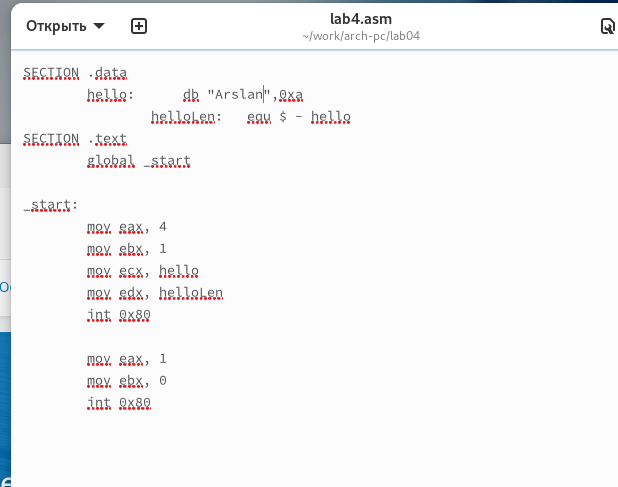 Открыть
lab4.asm
~/work/arch-pc/lab04
SECTION .data
hello: db "Arslan",0xa
helloLen: equ $ - hello
SECTION .text
global _start
_start:
mov eax, 4
mov ebx, 1
mov ecx, hello
mov edx, helloLen
int 0x80
mov eax, 1
mov ebx, 0
int 0x80